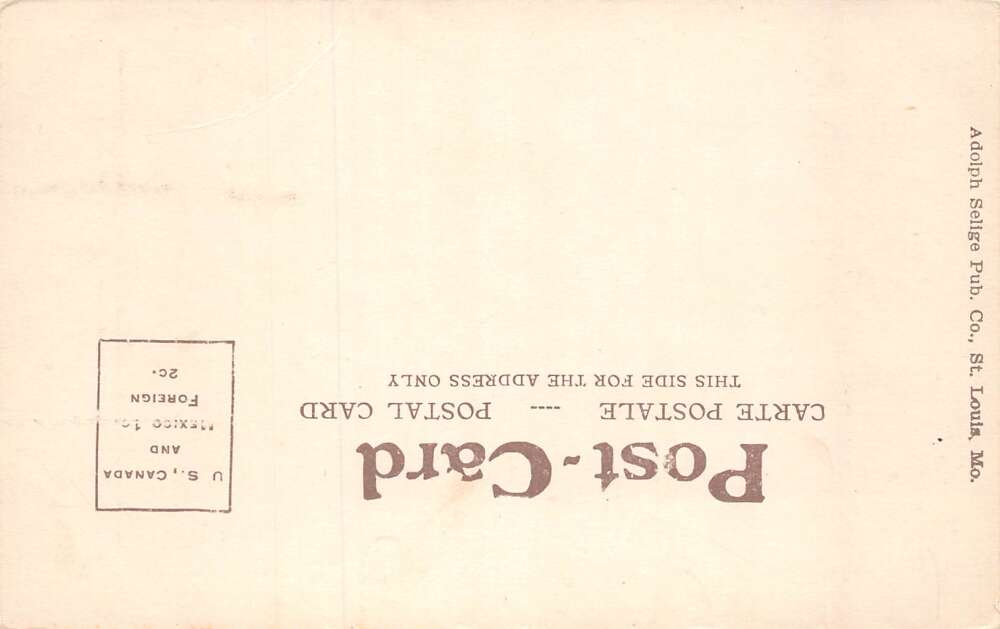 Post-Card
CARTE POSTALE ---- POSTAL CARD
THIS SIDE FOR THE ADDRESS ONLY
U S., CANADA
AND
MEXICO 1c.
FOREIGN
2c.
Adolph Selige Pub. Co., St. Louis, Mo.